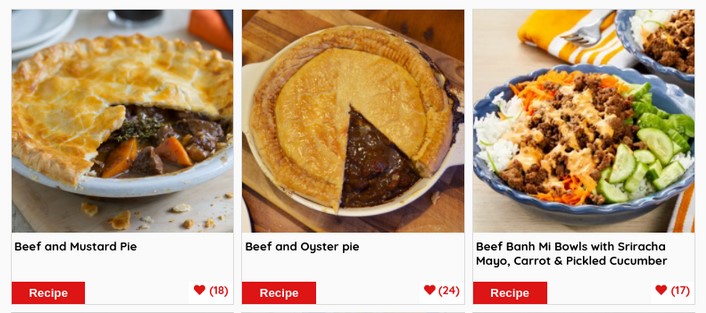 Beef and Mustard Pie
Recipe
(18)
Beef and Oyster pie
Recipe
(24)
Beef Banh Mi Bowls with Sriracha
Mayo, Carrot & Pickled Cucumber
Recipe
(17)